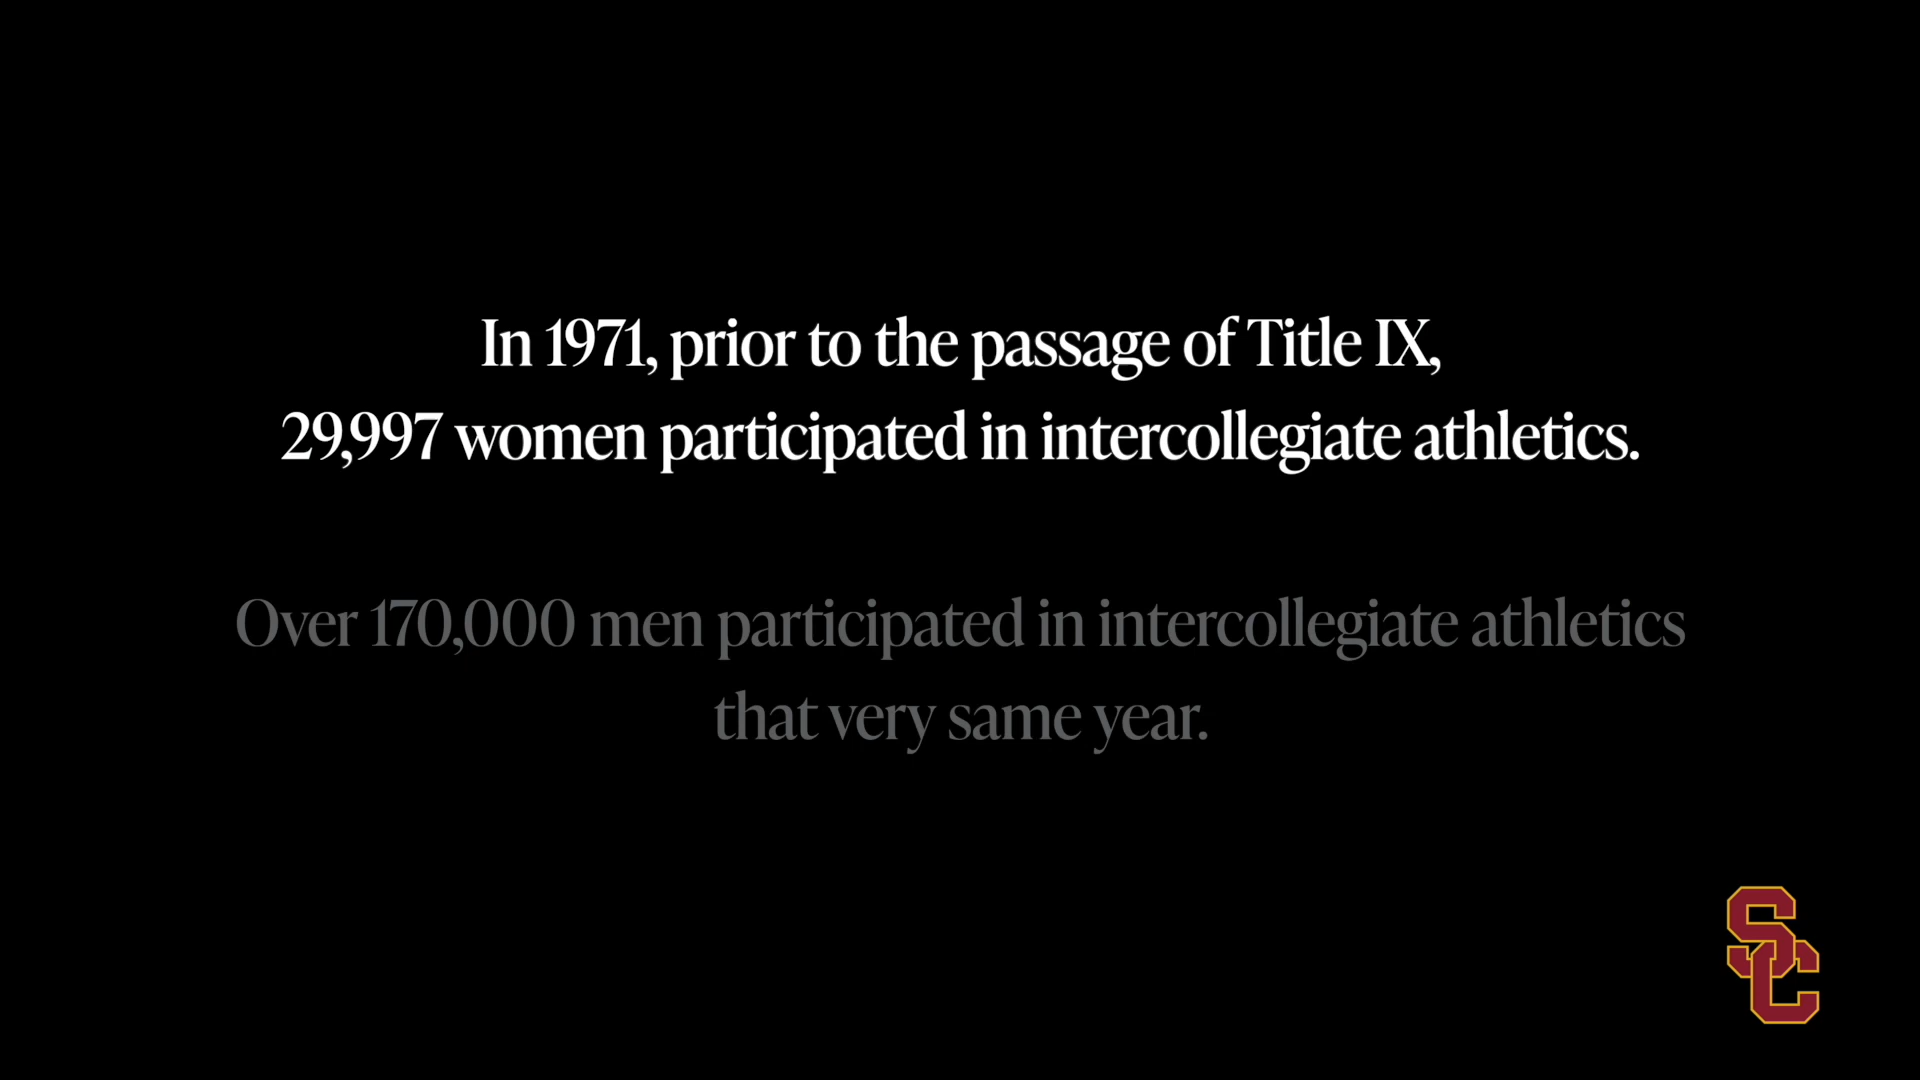 In 1971, prior to the passage of Title IX,
29,997 women participated in intercollegiate athletics.
Over 170,000 men participated in intercollegiate athletics
that very same year.
SC